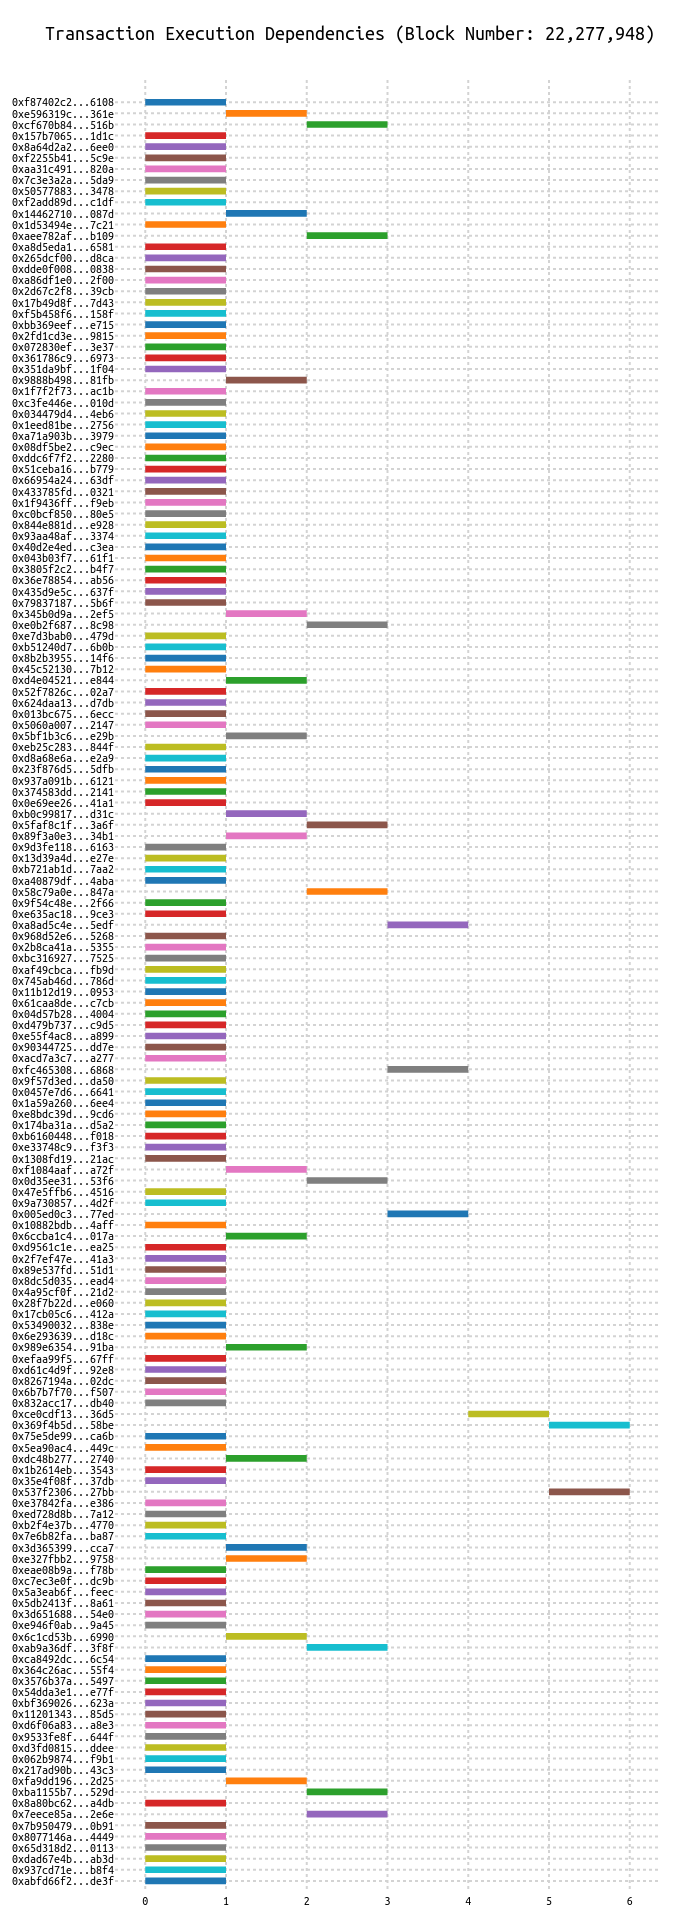 Transaction Execution Dependencies (Block Number: 22,277,948)
0xf87402c2...6108
0xe596319c...361e
0xcf670b84...516b
0x157b7065...1d1c
0x8a64d2a2...6ee0
0xf2255b41...5c9e
0xaa31c491...820a
0x7c3e3a2a...5da9
0x50577883...3478
0xf2add89d...c1df
0x14462710...087d
0x1d53494e...7c21
0xaee782af...b109
0xa8d5eda1...6581
0x265dcf00...d8ca
0xdde0f008...0838
0xa86df1e0...2f00
0x2d67c2f8...39cb
0x17b49d8f...7d43
0xf5b458f6...158f
0xbb369eef...e715
0x2fd1cd3e...9815
0x072830ef...3e37
0x361786c9...6973
0x351da9bf...1f04
0x9888b498...81fb
0x1f7f2f73...ac1b
0xc3fe446e...010d
0x034479d4...4eb6
0x1eed81be...2756
0xa71a903b...3979
0x08df5be2...c9ec
0xddc6f7f2...2280
0x51ceba16...b779
0x66954a24...63df
0x433785fd...0321
0x1f9436ff...f9eb
0xc0bcf850...80e5
0x844e881d...e928
0x93aa48af...3374
0x40d2e4ed...c3ea
0x043b03f7...61f1
0x3805f2c2...b4f7
0x36e78854...ab56
0x435d9e5c...637f
0x79837187...5b6f
0x345b0d9a...2ef5
0xe0b2f687...8c98
0xe7d3bab0...479d
0xb51240d7...6b0b
0x8b2b3955...14f6
0x45c52130...7b12
0xd4e04521...e844
0x52f7826c...02a7
0x624daa13...d7db
0x013bc675...6ecc
0x5060a007...2147
0x5bf1b3c6...e29b
0xeb25c283...844f
0xd8a68e6a...e2a9
0x23f876d5...5dfb
0x937a091b...6121
0x374583dd...2141
0x0e69ee26...41a1
0xb0c99817...d31c
0x5faf8c1f...3a6f
0x89f3a0e3...34b1
0x9d3fe118...6163
0x13d39a4d...e27e
0xb721ab1d...7aa2
0xa40879df...4aba
0x58c79a0e...847a
0x9f54c48e...2f66
0xe635ac18...9ce3
0xa8ad5c4e...5edf
0x968d52e6...5268
0x2b8ca41a...5355
0xbc316927...7525
0xaf49cbca...fb9d
0x745ab46d...786d
0x11b12d19...0953
0x61caa8de...c7cb
0x04d57b28...4004
0xd479b737...c9d5
0xe55f4ac8...a899
0x90344725...dd7e
0xacd7a3c7...a277
0xfc465308...6868
0x9f57d3ed...da50
0x0457e7d6...6641
0x1a59a260...6ee4
0xe8bdc39d...9cd6
0x174ba31a...d5a2
0xb6160448...f018
0xe33748c9...f3f3
0x1308fd19...21ac
0xf1084aaf...a72f
0x0d35ee31...53f6
0x47e5ffb6...4516
0x9a730857...4d2f
0x005ed0c3...77ed
0x10882bdb...4aff
0x6ccba1c4...017a
0xd9561c1e...ea25
0x2f7ef47e...41a3
0x89e537fd...51d1
0x8dc5d035...ead4
0x4a95cf0f...21d2
0x28f7b22d...e060
0x17cb05c6...412a
0x53490032...838e
0x6e293639...d18c
0x989e6354...91ba
0xefaa99f5...67ff
0xd61c4d9f...92e8
0x8267194a...02dc
0x6b7b7f70...f507
0x832acc17...db40
0xce0cdf13...36d5
0x369f4b5d...58be
0x75e5de99...ca6b
0x5ea90ac4...449c
0xdc48b277...2740
0x1b2614eb...3543
0x35e4f08f...37db
0x537f2306...27bb
0xe37842fa...e386
0xed728d8b...7a12
0xb2f4e37b...4770
0x7e6b82fa...ba87
0x3d365399...cca7
0xe327fbb2...9758
0xeae08b9a...f78b
0xc7ec3e0f...dc9b
0x5a3eab6f...feec
0x5db2413f...8a61
0x3d651688...54e0
0xe946f0ab...9a45
0x6c1cd53b...6990
0xab9a36df...3f8f
0xca8492dc...6c54
0x364c26ac...55f4
0x3576b37a...5497
0x54dda3e1...e77f
0xbf369026...623a
0x11201343...85d5
0xd6f06a83...a8e3
0x9533fe8f...644f
0xd3fd0815...ddee
0x062b9874...f9b1
0x217ad90b...43c3
0xfa9dd196...2d25
0xba1155b7...529d
0x8a80bc62...a4db
0x7eece85a...2e6e
0x7b950479...0b91
0x8077146a...4449
0x65d318d2...0113
0xdad67e4b...ab3d
0x937cd71e...b8f4
0xabfd66f2...de3f
0 1 2 3 4 5 6